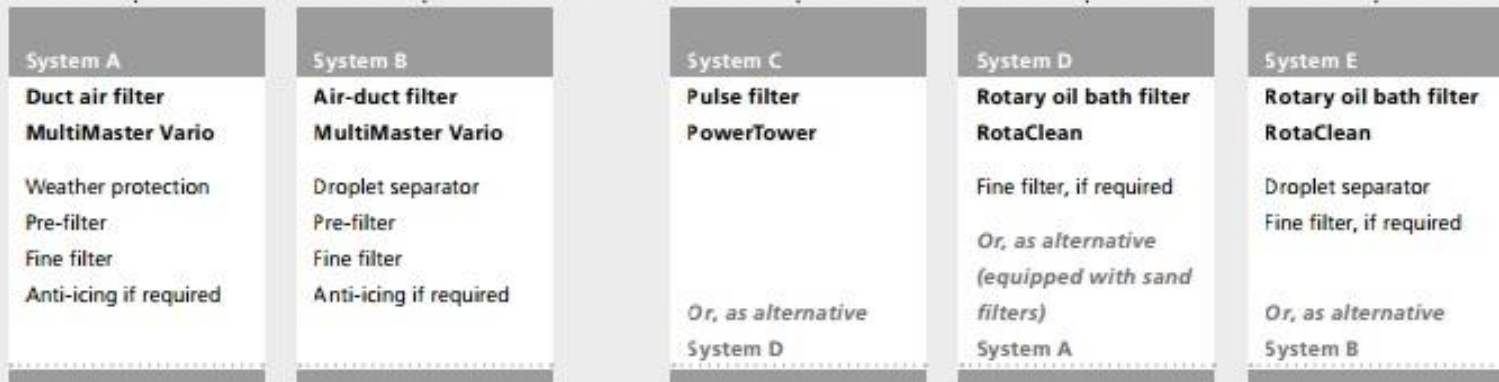 System A
Duct air filter
MultiMaster Vario
Weather protection
Pre-filter
Fine filter
Anti-icing if required
System B
Air-duct filter
MultiMaster Vario
Droplet separator
Pre-filter
Fine filter
Anti-icing if required
System C
Pulse filter
PowerTower
Or, as alternative
System D
System D
Rotary oil bath filter
RotaClean
Fine filter, if required
Or, as alternative
(equipped with sand
filters)
System A
System E
Rotary oil bath filter
RotaClean
Droplet separator
Fine filter, if required
Or, as alternative
System B